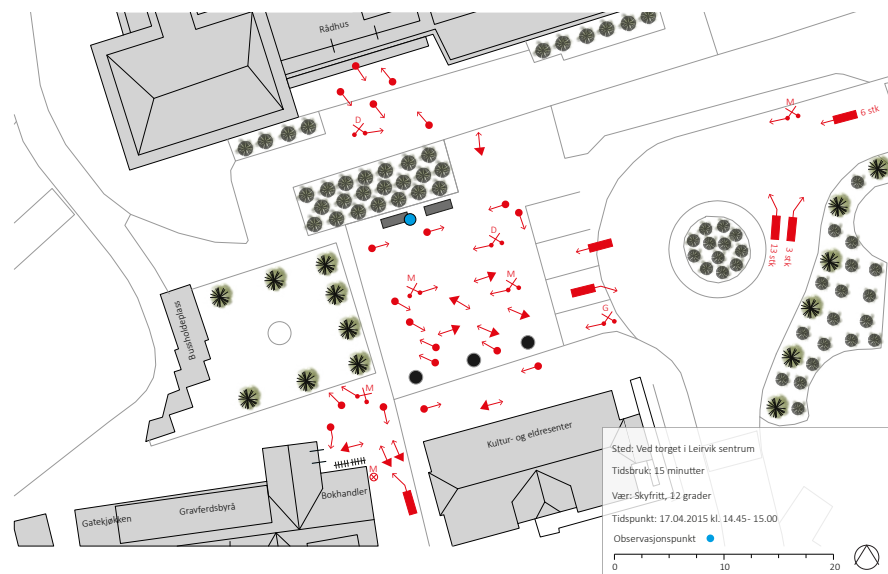 Rådhus
M
6 stk
D
D
13 stk
3 stk
M
M
G
Bussholdeplass
M
Kultur- og eldresenter
M
Bokhandler
Gravferdsbyrå
Gatekjøkken
Sted: Ved torget i Leirvik sentrum
Tidsbruk: 15 minutter
Vær: Skyfritt, 12 grader
Tidspunkt: 17.04.2015 kl. 14.45- 15.00
Observasjonspunkt
0 10 20